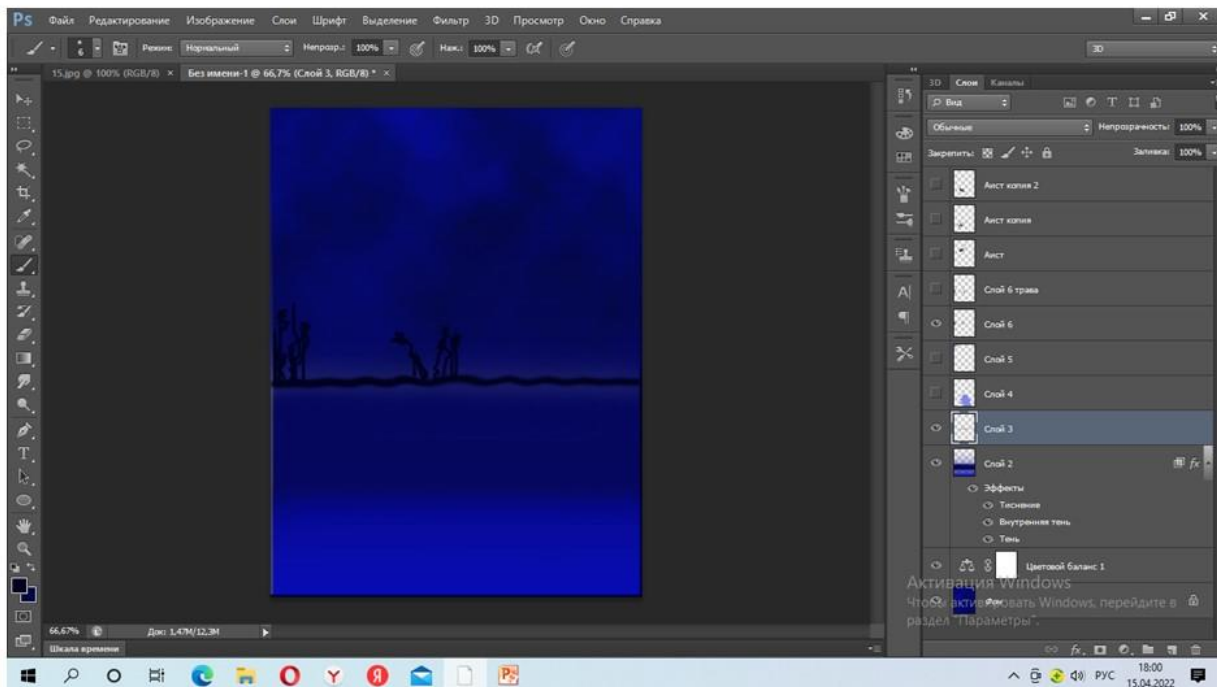 Ps Файл Редактирование Изображение Слои Шрифт Выделение Фильтр 3D Просмотр Окно Справка
6 Режим: Нормальный Непрозр.: 100% Наж.: 100% 3D
15.jpg @ 100% (RGB/8) × Без имени-1 @ 66,7% (Слой 3, RGB/8) * ×
3D Слои Каналы
Вид
Обычные Непрозрачность: 100%
Закрепить: Заливка: 100%
Аист копия 2
Аист копия
Аист
Слой 6 трава
Слой 6
Слой 5
Слой 4
Слой 3
Слой 2 fx
Эффекты
Тиснение
Внутренняя тень
Тень
Цветовой баланс 1
Активация Windows
Фон
Чтобы активировать Windows, перейдите в
раздел "Параметры".
66,67% Док: 1,47M/12,3M
Шкала времени
РУС 18:00
15.04.2022